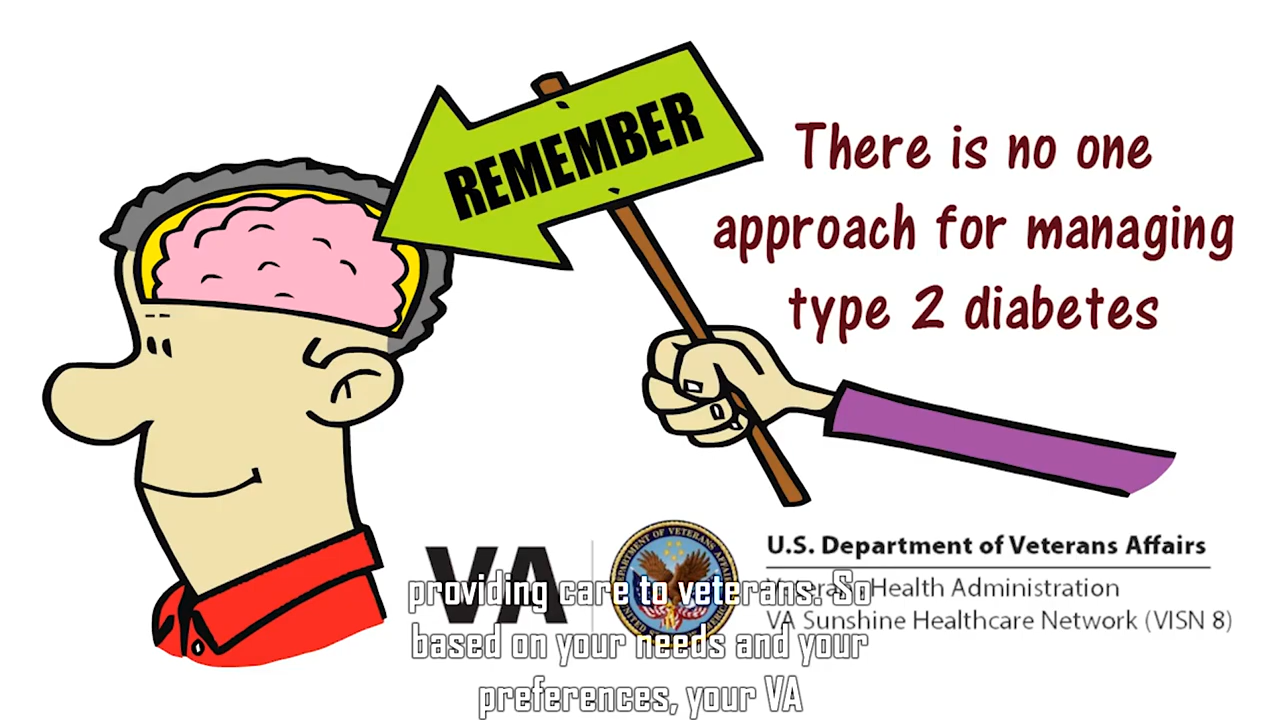 REMEMBER
There is no one
approach for managing
type 2 diabetes
VA
U.S. Department of Veterans Affairs
Veterans Health Administration
VA Sunshine Healthcare Network (VISN 8)
providing care to veterans. So
based on your needs and your
preferences, your VA